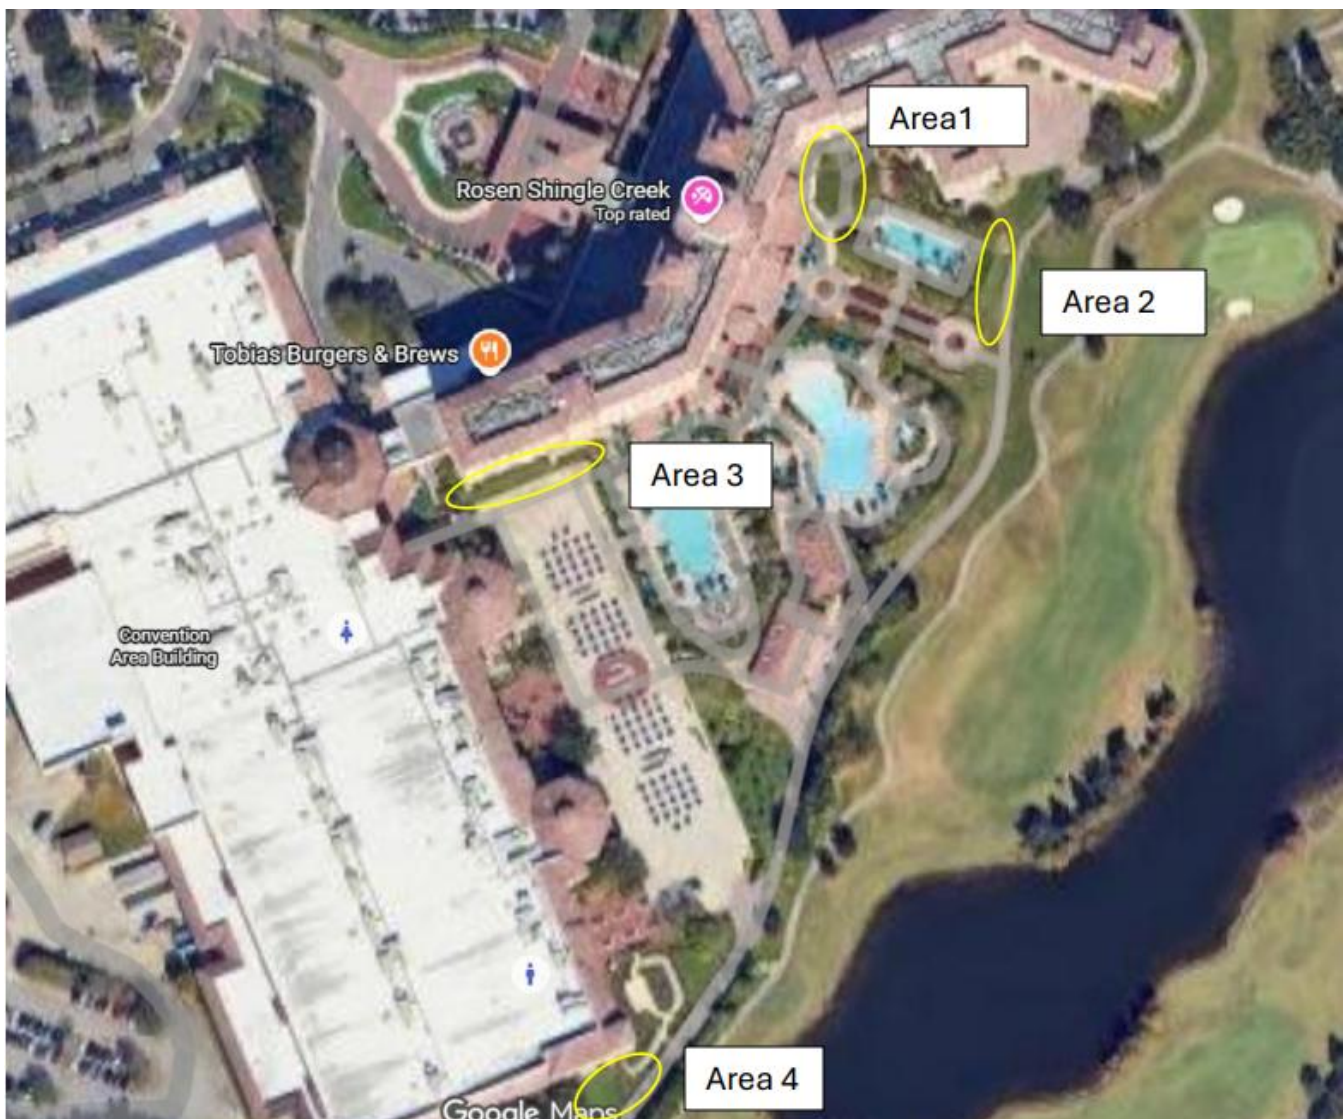 Area1
Rosen Shingle Creek
Top rated
Area 2
Tobias Burgers & Brews
Area 3
Convention
Area Building
Area 4
Google Maps